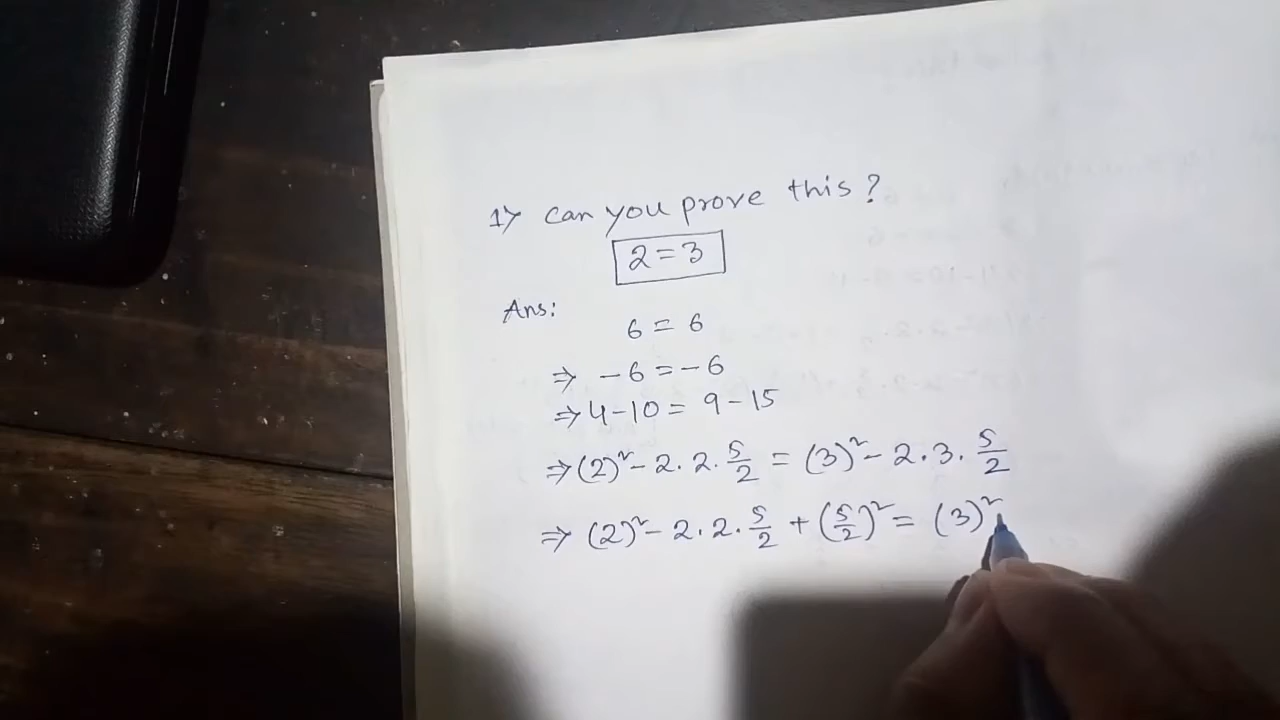 1) Can you prove this?
2=3
Ans:
6 = 6
⇒ -6 = -6
⇒ 4-10 = 9-15
⇒ (2)² - 2.2. 5/2 = (3)² - 2.3. 5/2
⇒ (2)² - 2.2. 5/2 + (5/2)² = (3)²